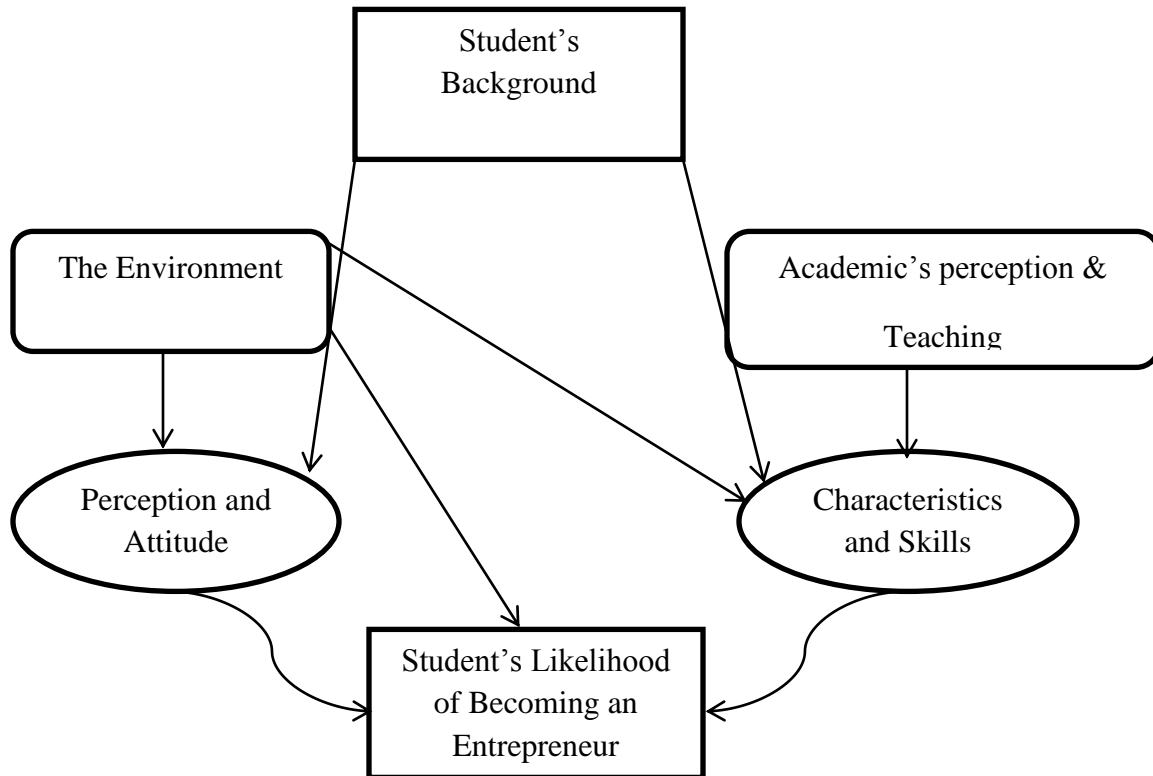 Student’s
Background
The Environment
Academic’s perception &
Teaching
Perception and
Attitude
Characteristics
and Skills
Student’s Likelihood
of Becoming an
Entrepreneur